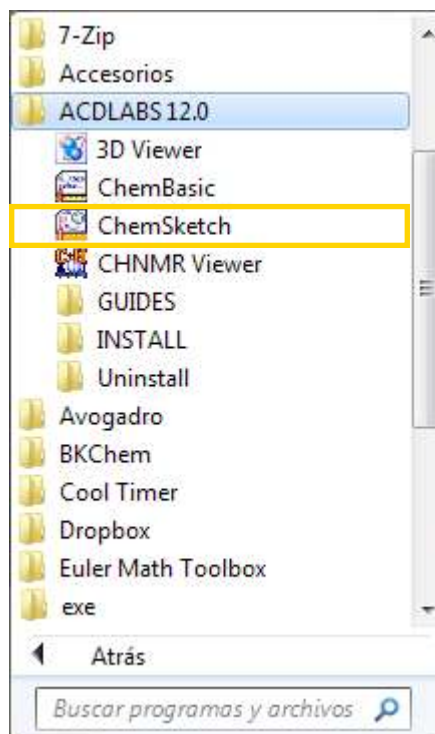 7-Zip
Accesorios
ACDLABS 12.0
3D Viewer
ChemBasic
ChemSketch
CHNMR Viewer
GUIDES
INSTALL
Uninstall
Avogadro
BKChem
Cool Timer
Dropbox
Euler Math Toolbox
exe
Atrás
Buscar programas y archivos